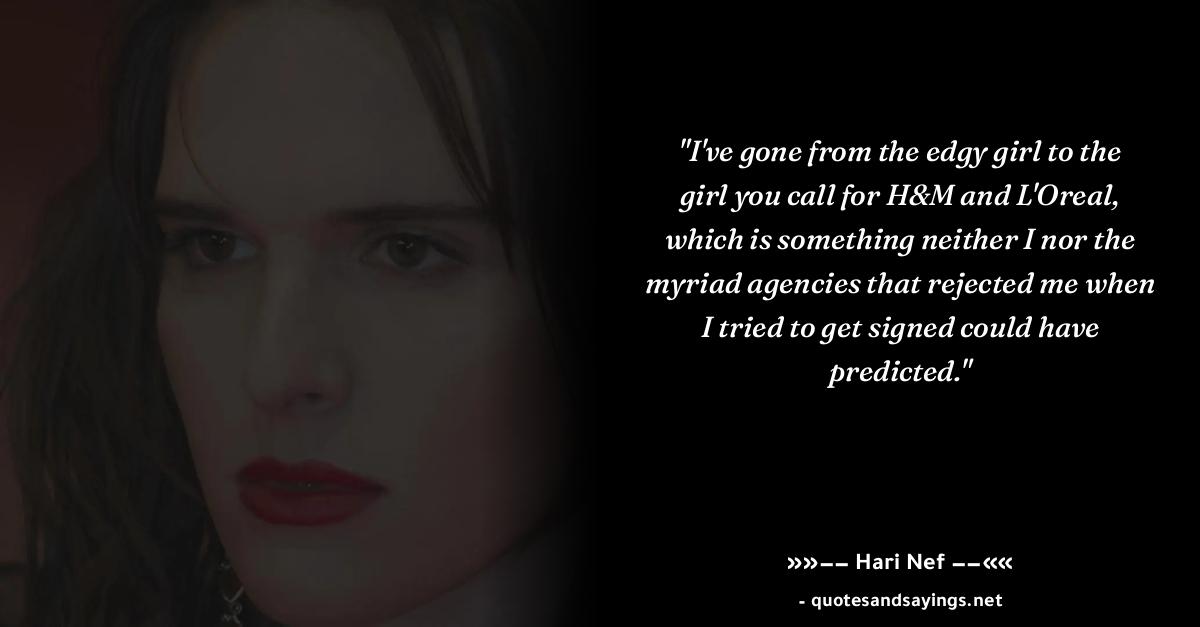 "I've gone from the edgy girl to the
girl you call for H&M and L'Oreal,
which is something neither I nor the
myriad agencies that rejected me when
I tried to get signed could have
predicted."
»»−− Hari Nef −−««
- quotesandsayings.net